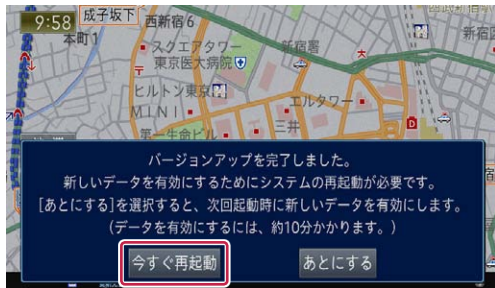 9:58
成子坂下
西新宿6
本町1
スクエアタワー
新宿署
東京医大病院
新宿
ヒルトン東京
MINI
エルタワー
第一生命ビル
三井
D
宿
バージョンアップを完了しました。
新しいデータを有効にするためにシステムの再起動が必要です。
[あとにする]を選択すると、次回起動時に新しいデータを有効にします。
(データを有効にするには、約10分かかります。)
今すぐ再起動
あとにする